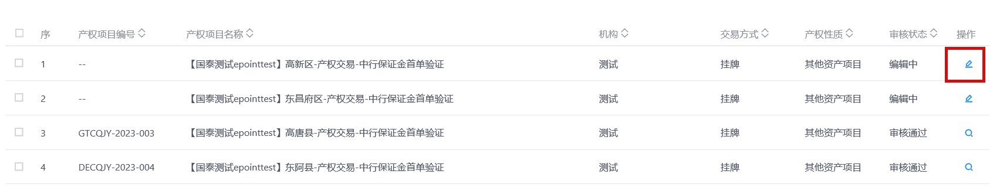 序 产权项目编号 产权项目名称 机构 交易方式 产权性质 审核状态 操作
1 -- 【国泰测试epointtest】高新区-产权交易-中行保证金首单验证 测试 挂牌 其他资产项目 编辑中
2 -- 【国泰测试epointtest】东昌府区-产权交易-中行保证金首单验证 测试 挂牌 其他资产项目 编辑中
3 GTCQJY-2023-003 【国泰测试epointtest】高唐县-产权交易-中行保证金首单验证 测试 挂牌 其他资产项目 审核通过
4 DECQJY-2023-004 【国泰测试epointtest】东阿县-产权交易-中行保证金首单验证 测试 挂牌 其他资产项目 审核通过